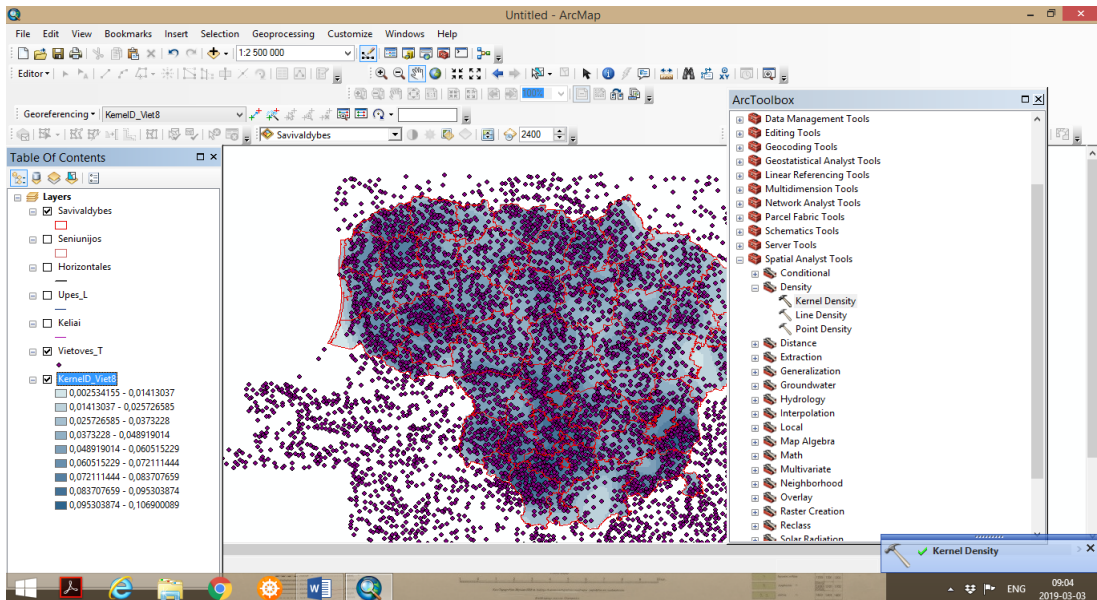 Untitled - ArcMap
File Edit View Bookmarks Insert Selection Geoprocessing Customize Windows Help
1:2 500 000
Editor
100%
Georeferencing KernelD_Viet8
Savivaldybes 2400
Table Of Contents
Layers
Savivaldybes
Seniunijos
Horizontales
Upes_L
Keliai
Vietoves_T
KernelD_Viet8
0,002534155 - 0,01413037
0,01413037 - 0,025726585
0,025726585 - 0,0373228
0,0373228 - 0,048919014
0,048919014 - 0,060515229
0,060515229 - 0,072111444
0,072111444 - 0,083707659
0,083707659 - 0,095303874
0,095303874 - 0,106900089
ArcToolbox
Data Management Tools
Editing Tools
Geocoding Tools
Geostatistical Analyst Tools
Linear Referencing Tools
Multidimension Tools
Network Analyst Tools
Parcel Fabric Tools
Schematics Tools
Server Tools
Spatial Analyst Tools
Conditional
Density
Kernel Density
Line Density
Point Density
Distance
Extraction
Generalization
Groundwater
Hydrology
Interpolation
Local
Map Algebra
Math
Multivariate
Neighborhood
Overlay
Raster Creation
Reclass
Solar Radiation
Kernel Density
ENG
09:04
2019-03-03